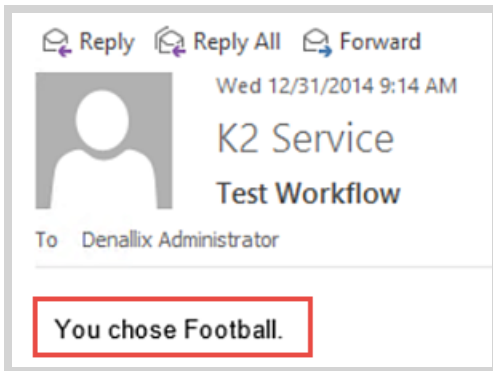 Reply Reply All Forward
Wed 12/31/2014 9:14 AM
K2 Service
Test Workflow
To Denallix Administrator
You chose Football.